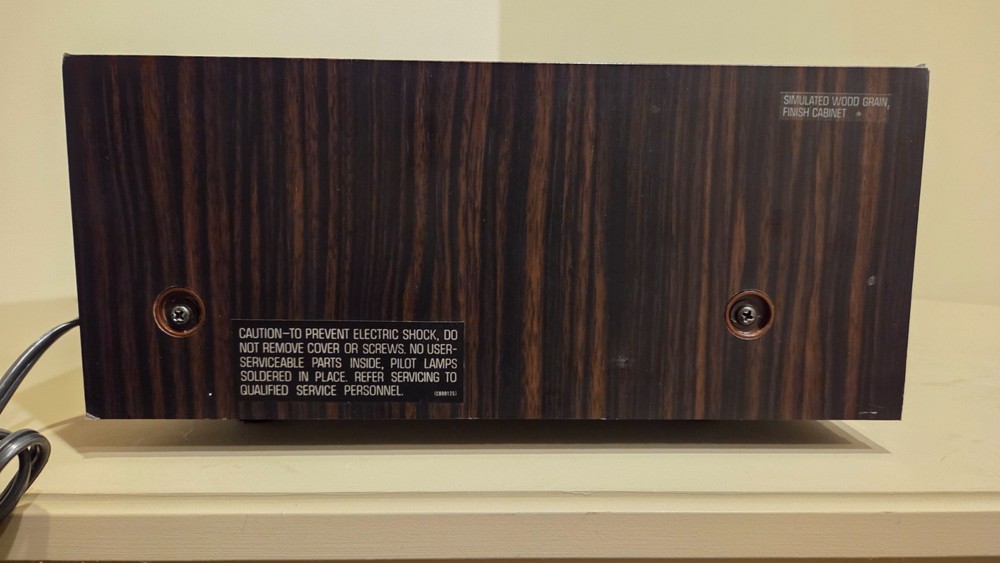 SIMULATED WOOD GRAIN,
FINISH CABINET
CAUTION—TO PREVENT ELECTRIC SHOCK, DO
NOT REMOVE COVER OR SCREWS. NO USER-
SERVICEABLE PARTS INSIDE, PILOT LAMPS
SOLDERED IN PLACE. REFER SERVICING TO
QUALIFIED SERVICE PERSONNEL.